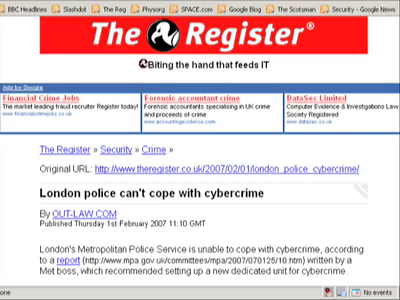 BBC Headlines Slashdot The Reg Physorg SPACE.com Google Blog The Scotsman Security - Google News
The Register®
Biting the hand that feeds IT
Ads by Google
Financial Crime Jobs
The market leading fraud recruiter Register today!
www.financialcrimejobs.co.uk
Forensic accountant crime
Forensic accountants specialising in UK crime
and proceeds of crime
www.accountingevidence.com
DataSec Limited
Computer Evidence & Investigations Law
Society Registered
www.datasec.co.uk
The Register » Security » Crime »
Original URL: http://www.theregister.co.uk/2007/02/01/london_police_cybercrime/
London police can't cope with cybercrime
By OUT-LAW.COM
Published Thursday 1st February 2007 11:10 GMT
London's Metropolitan Police Service is unable to cope with cybercrime, according
to a report (http://www.mpa.gov.uk/committees/mpa/2007/070125/10.htm) written by a
Met boss, which recommended setting up a new dedicated unit for cybercrime.
one No events